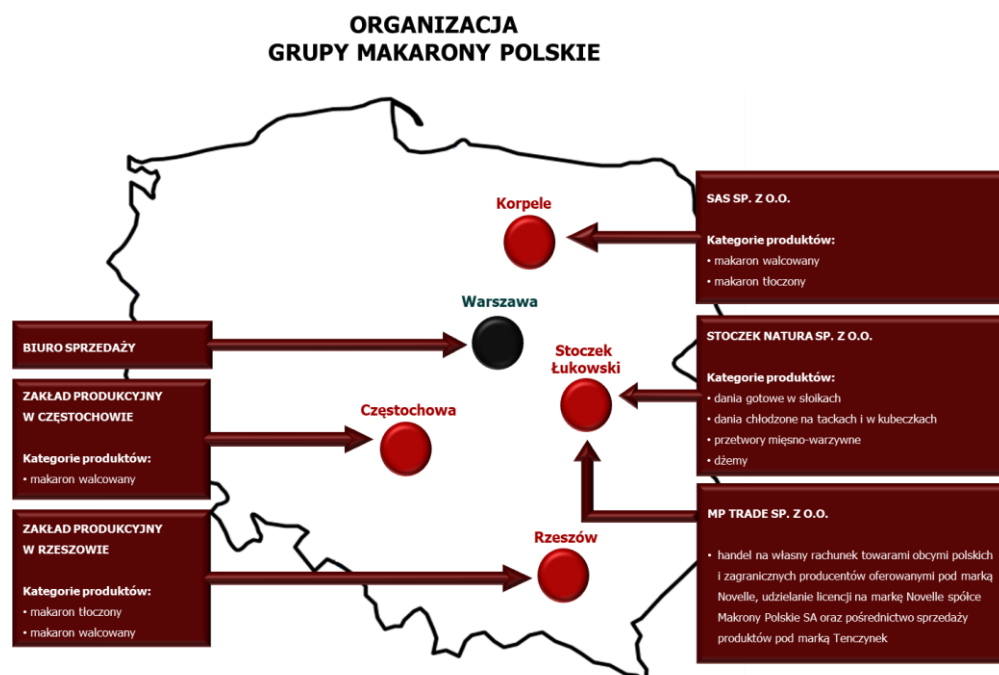 ORGANIZACJA
GRUPY MAKARONY POLSKIE
Korpele
Warszawa
Stoczek
Łukowski
Częstochowa
Rzeszów
BIURO SPRZEDAŻY
ZAKŁAD PRODUKCYJNY
W CZĘSTOCHOWIE
Kategorie produktów:
• makaron walcowany
ZAKŁAD PRODUKCYJNY
W RZESZOWIE
Kategorie produktów:
• makaron tłoczony
• makaron walcowany
SAS SP. Z O.O.
Kategorie produktów:
• makaron walcowany
• makaron tłoczony
STOCZEK NATURA SP. Z O.O.
Kategorie produktów:
• dania gotowe w słoikach
• dania chłodzone na tackach i w kubeczkach
• przetwory mięsno-warzywne
• dżemy
MP TRADE SP. Z O.O.
• handel na własny rachunek towarami obcymi polskich
i zagranicznych producentów oferowanymi pod marką
Novelle, udzielanie licencji na markę Novelle spółce
Makrony Polskie SA oraz pośrednictwo sprzedaży
produktów pod marką Tenczynek